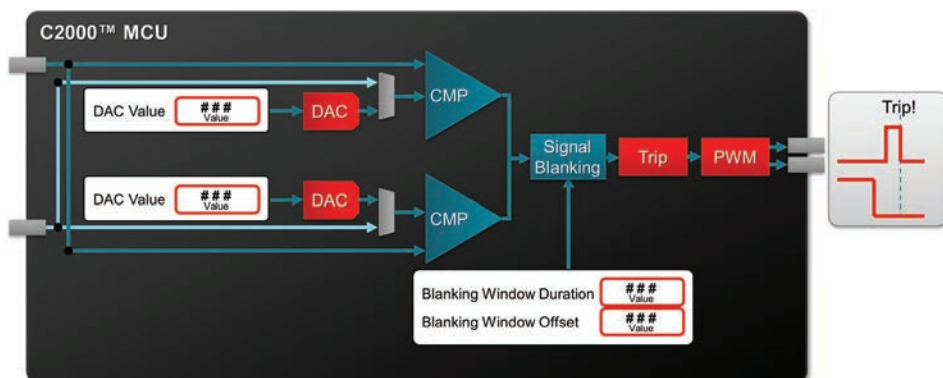 C2000™ MCU
Trip!
DAC Value
###
Value
DAC
CMP
Signal
Blanking
Trip
PWM
DAC Value
###
Value
DAC
CMP
Blanking Window Duration
###
Value
Blanking Window Offset
###
Value